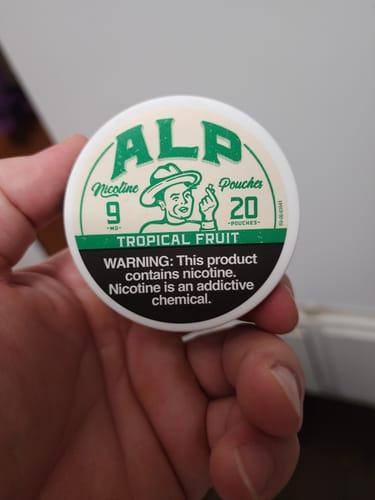 ALP
Nicotine Pouches
9 20
-MG- -POUCHES-
TROPICAL FRUIT
WARNING: This product
contains nicotine.
Nicotine is an addictive
chemical.